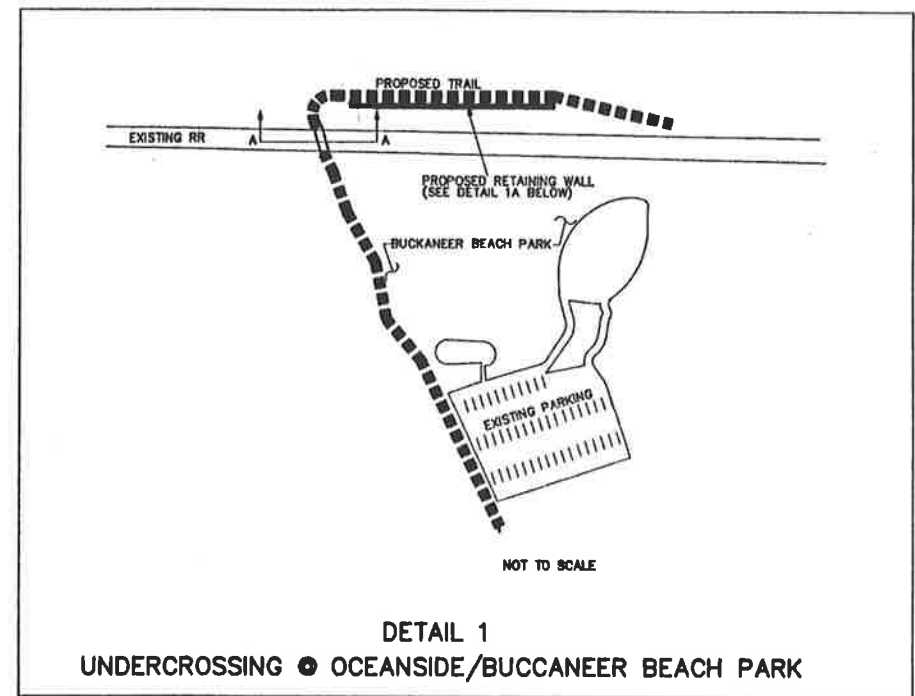 PROPOSED TRAIL
EXISTING RR
A
A
PROPOSED RETAINING WALL
(SEE DETAIL 1A BELOW)
BUCKANEER BEACH PARK
EXISTING PARKING
NOT TO SCALE
DETAIL 1
UNDERCROSSING @ OCEANSIDE/BUCCANEER BEACH PARK